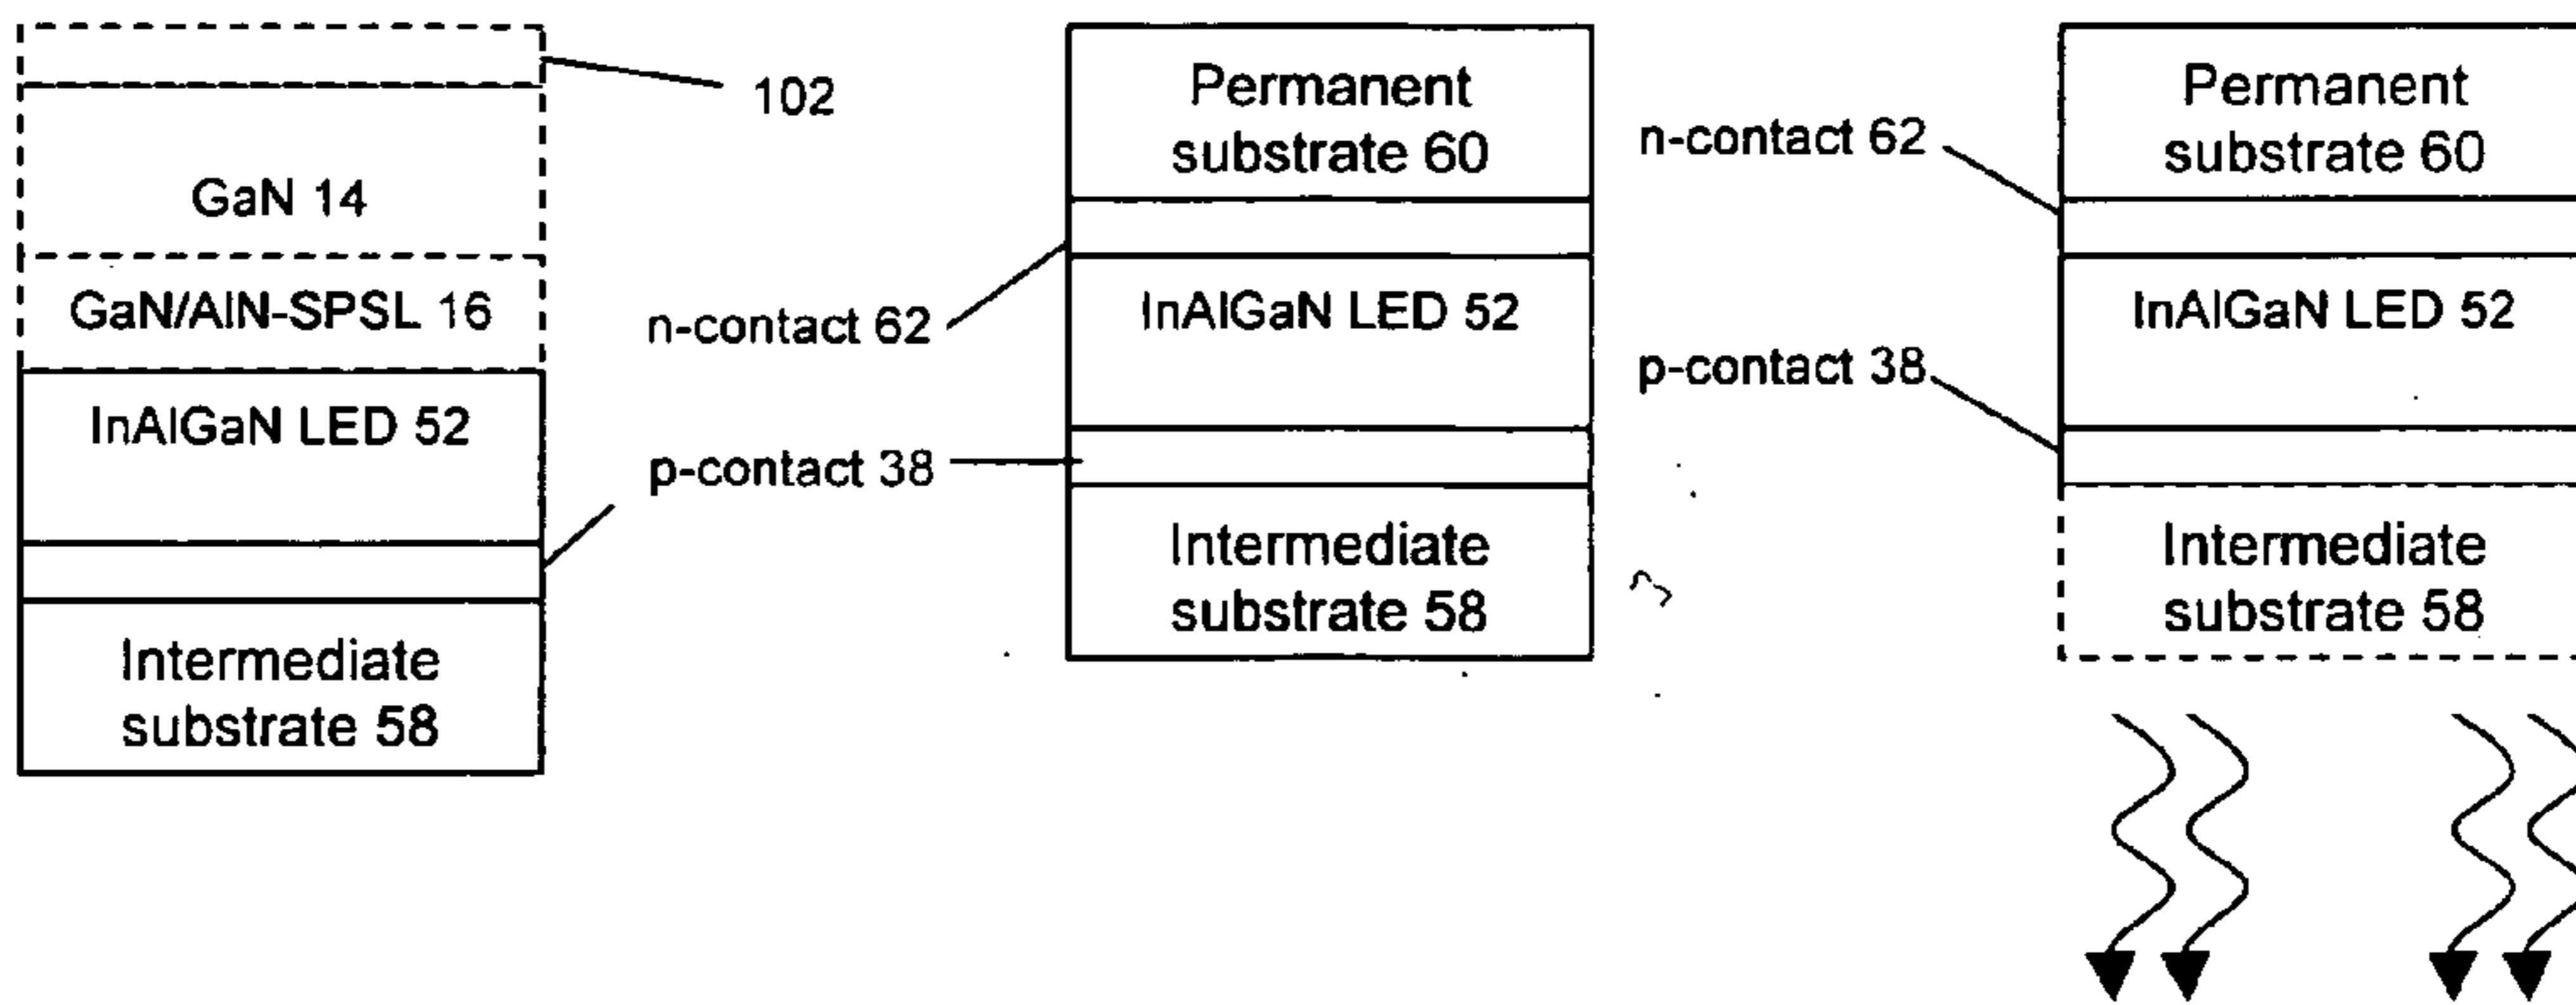 102
GaN 14
GaN/AlN-SPSL 16
InAlGaN LED 52
Intermediate
substrate 58
n-contact 62
p-contact 38
Permanent
substrate 60
InAlGaN LED 52
Intermediate
substrate 58
n-contact 62
p-contact 38
Permanent
substrate 60
InAlGaN LED 52
Intermediate
substrate 58